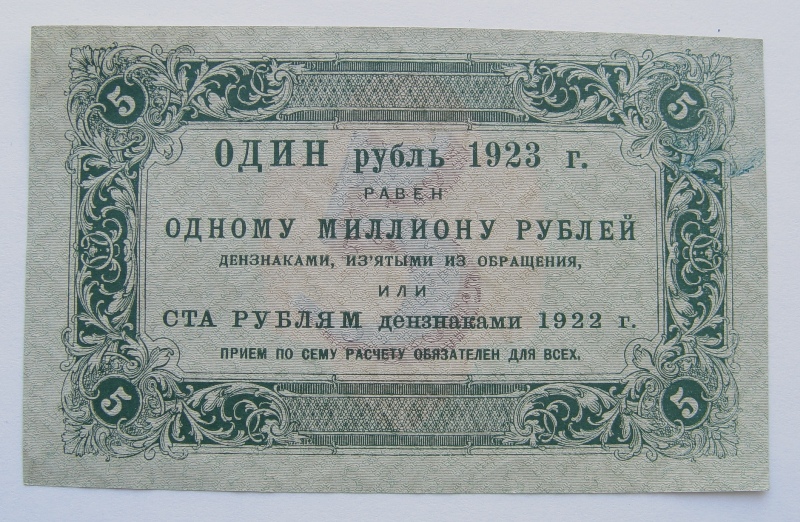 5 5
ОДИН рубль 1923 г.
РАВЕН
ОДНОМУ МИЛЛИОНУ РУБЛЕЙ
ДЕНЗНАКАМИ, ИЗ'ЯТЫМИ ИЗ ОБРАЩЕНИЯ,
ИЛИ
СТА РУБЛЯМ дензнаками 1922 г.
ПРИЕМ ПО СЕМУ РАСЧЕТУ ОБЯЗАТЕЛЕН ДЛЯ ВСЕХ.
5 5